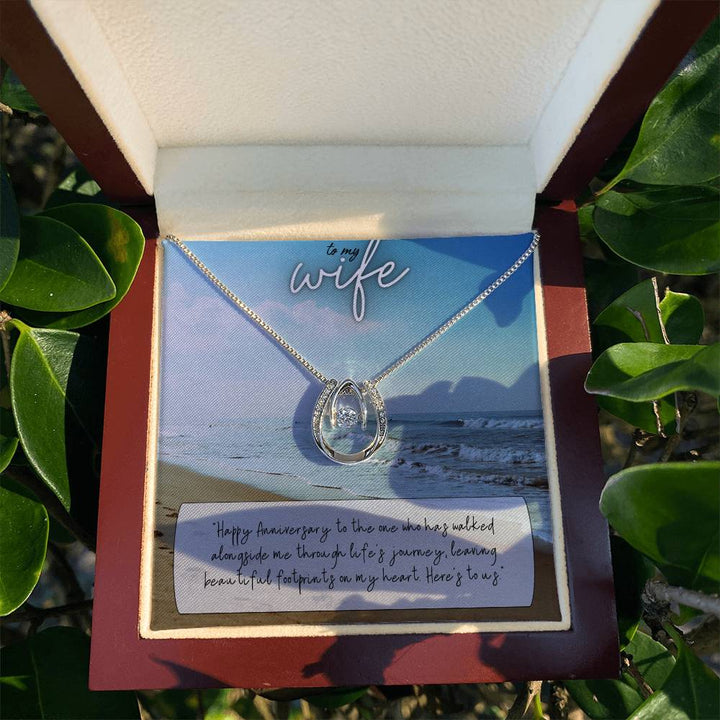 to my
wife
"Happy Anniversary to the one who has walked
alongside me through life's journey, leaving
beautiful footprints on my heart. Here's to us."